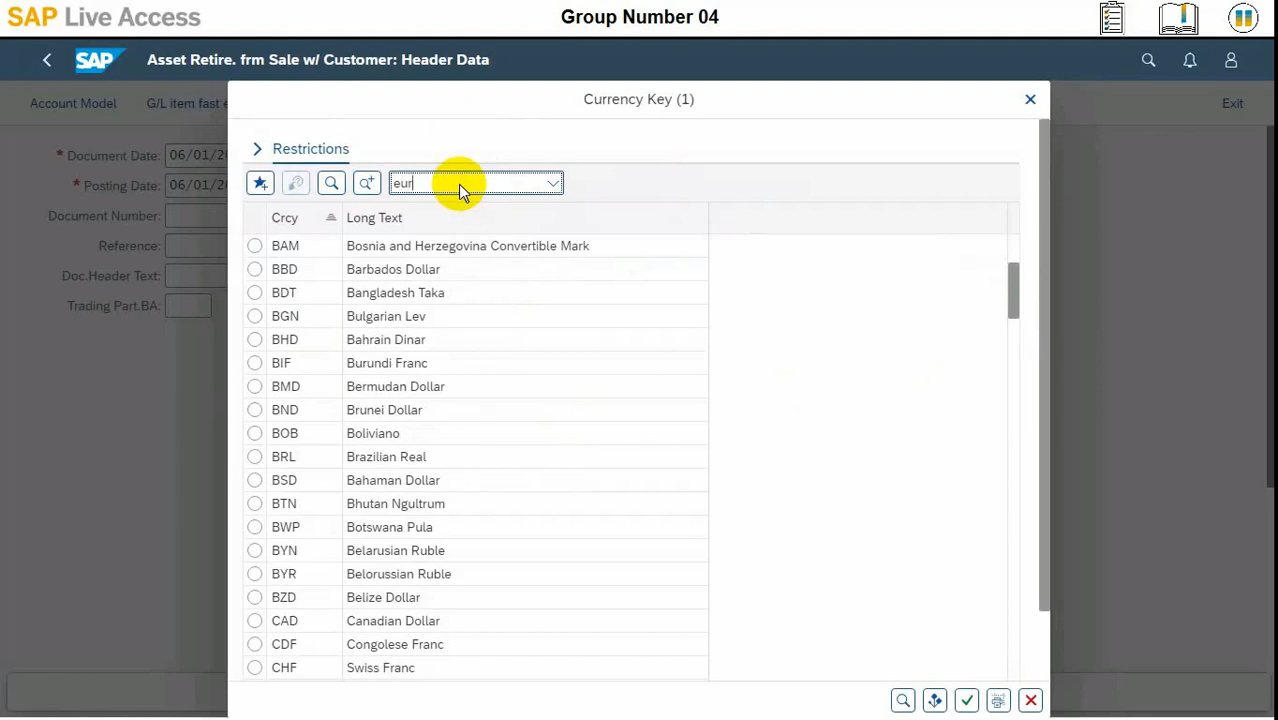 SAP Live Access
Group Number 04
SAP
Asset Retire. frm Sale w/ Customer: Header Data
Account Model
G/L item fast e
Exit
Currency Key (1)
* Document Date: 06/01/20
* Posting Date: 06/01/20
Document Number:
Reference:
Doc.Header Text:
Trading Part.BA:
Restrictions
eur
Crcy Long Text
BAM Bosnia and Herzegovina Convertible Mark
BBD Barbados Dollar
BDT Bangladesh Taka
BGN Bulgarian Lev
BHD Bahrain Dinar
BIF Burundi Franc
BMD Bermudan Dollar
BND Brunei Dollar
BOB Boliviano
BRL Brazilian Real
BSD Bahaman Dollar
BTN Bhutan Ngultrum
BWP Botswana Pula
BYN Belarusian Ruble
BYR Belorussian Ruble
BZD Belize Dollar
CAD Canadian Dollar
CDF Congolese Franc
CHF Swiss Franc